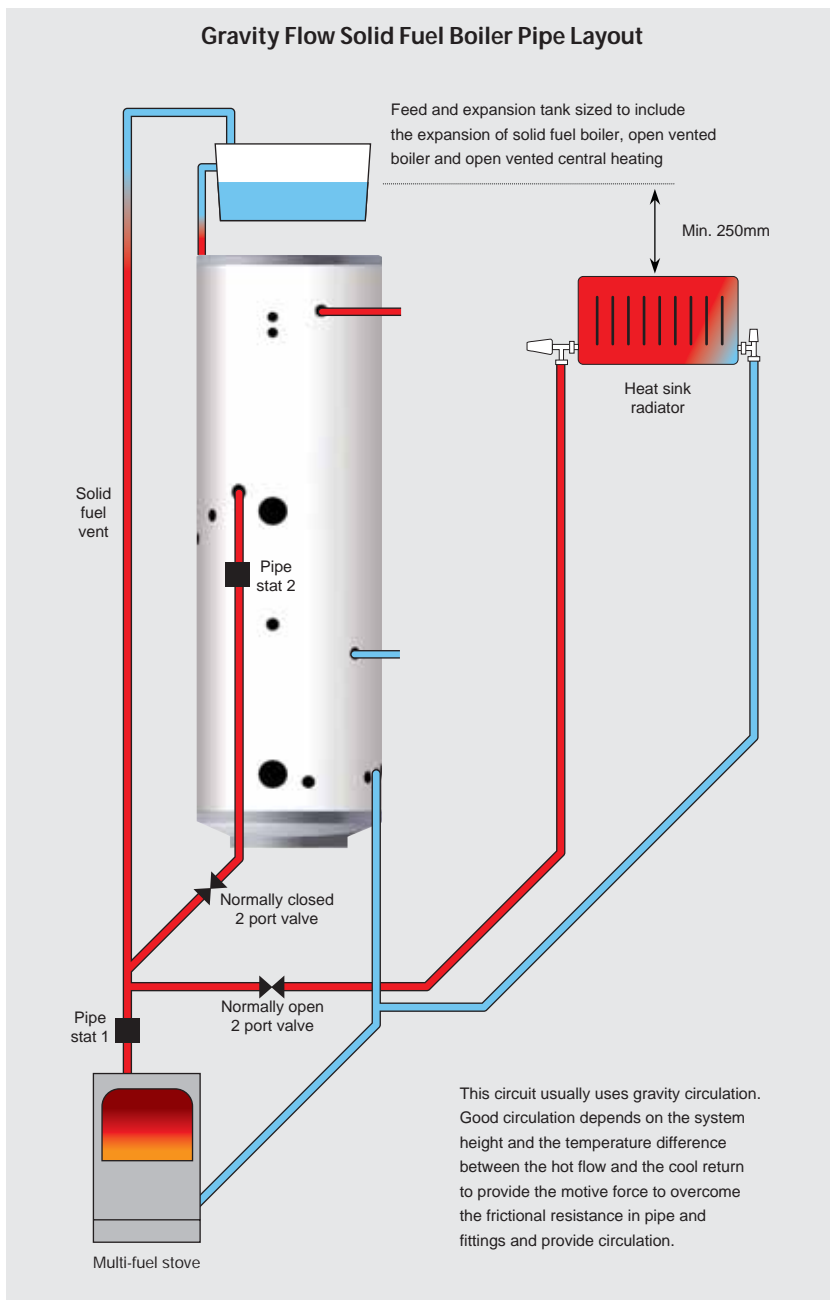 Gravity Flow Solid Fuel Boiler Pipe Layout
Feed and expansion tank sized to include
the expansion of solid fuel boiler, open vented
boiler and open vented central heating
Min. 250mm
Heat sink
radiator
Solid
fuel
vent
Pipe
stat 2
Normally closed
2 port valve
Normally open
2 port valve
Pipe
stat 1
This circuit usually uses gravity circulation.
Good circulation depends on the system
height and the temperature difference
between the hot flow and the cool return
to provide the motive force to overcome
the frictional resistance in pipe and
fittings and provide circulation.
Multi-fuel stove